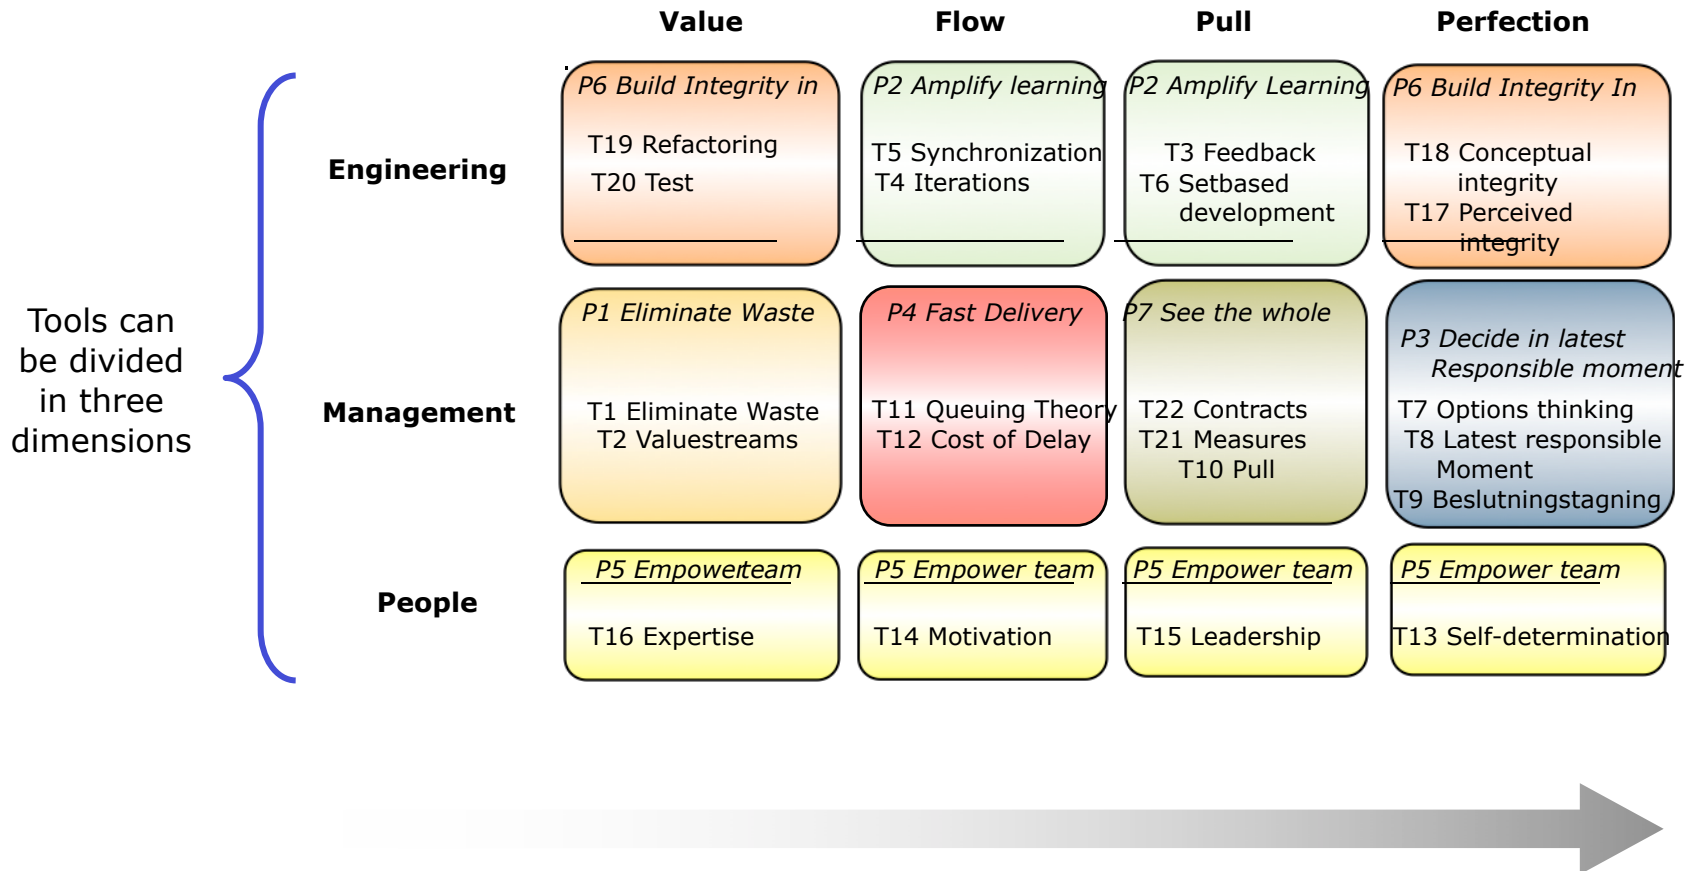 Value Flow Pull Perfection
Tools can
be divided
in three
dimensions
Engineering
P6 Build Integrity in
T19 Refactoring
T20 Test
P2 Amplify learning
T5 Synchronization
T4 Iterations
P2 Amplify Learning
T3 Feedback
T6 Setbased
development
P6 Build Integrity In
T18 Conceptual
integrity
T17 Perceived
integrity
Management
P1 Eliminate Waste
T1 Eliminate Waste
T2 Valuestreams
P4 Fast Delivery
T11 Queuing Theory
T12 Cost of Delay
P7 See the whole
T22 Contracts
T21 Measures
T10 Pull
P3 Decide in latest
Responsible moment
T7 Options thinking
T8 Latest responsible
Moment
T9 Beslutningstagning
People
P5 Empower team
T16 Expertise
P5 Empower team
T14 Motivation
P5 Empower team
T15 Leadership
P5 Empower team
T13 Self-determination